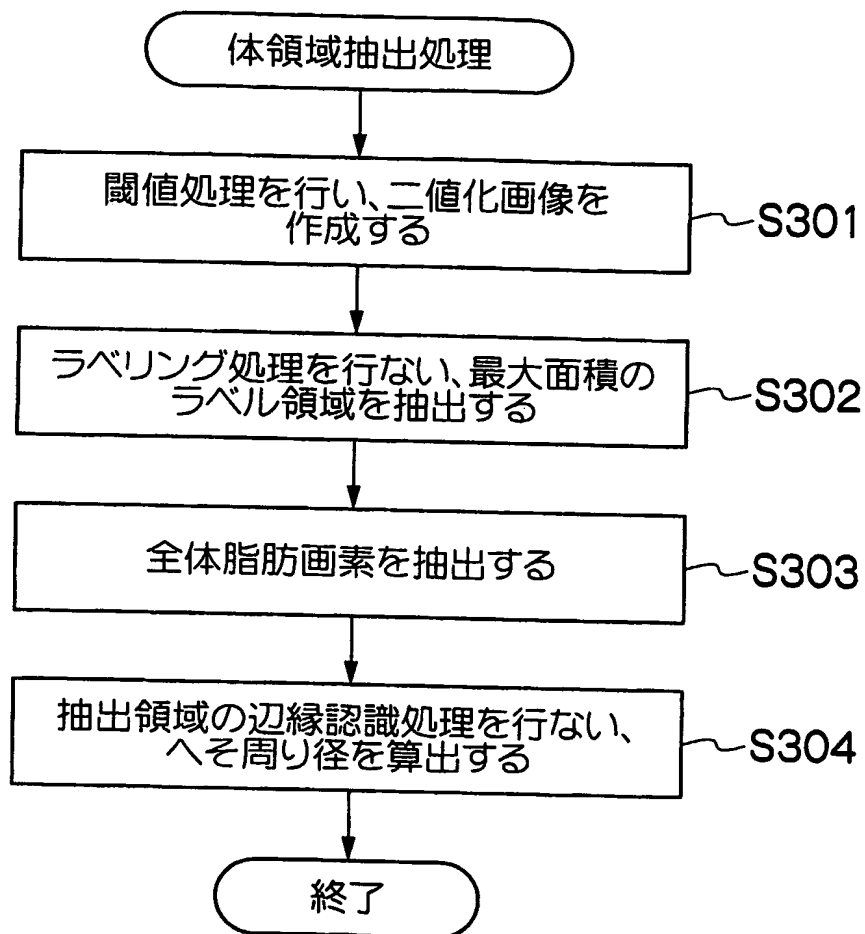 体領域抽出処理
閾値処理を行い、二値化画像を
作成する
S301
ラベリング処理を行ない、最大面積の
ラベル領域を抽出する
S302
全体脂肪画素を抽出する
S303
抽出領域の辺縁認識処理を行ない、
へそ周り径を算出する
S304
終了